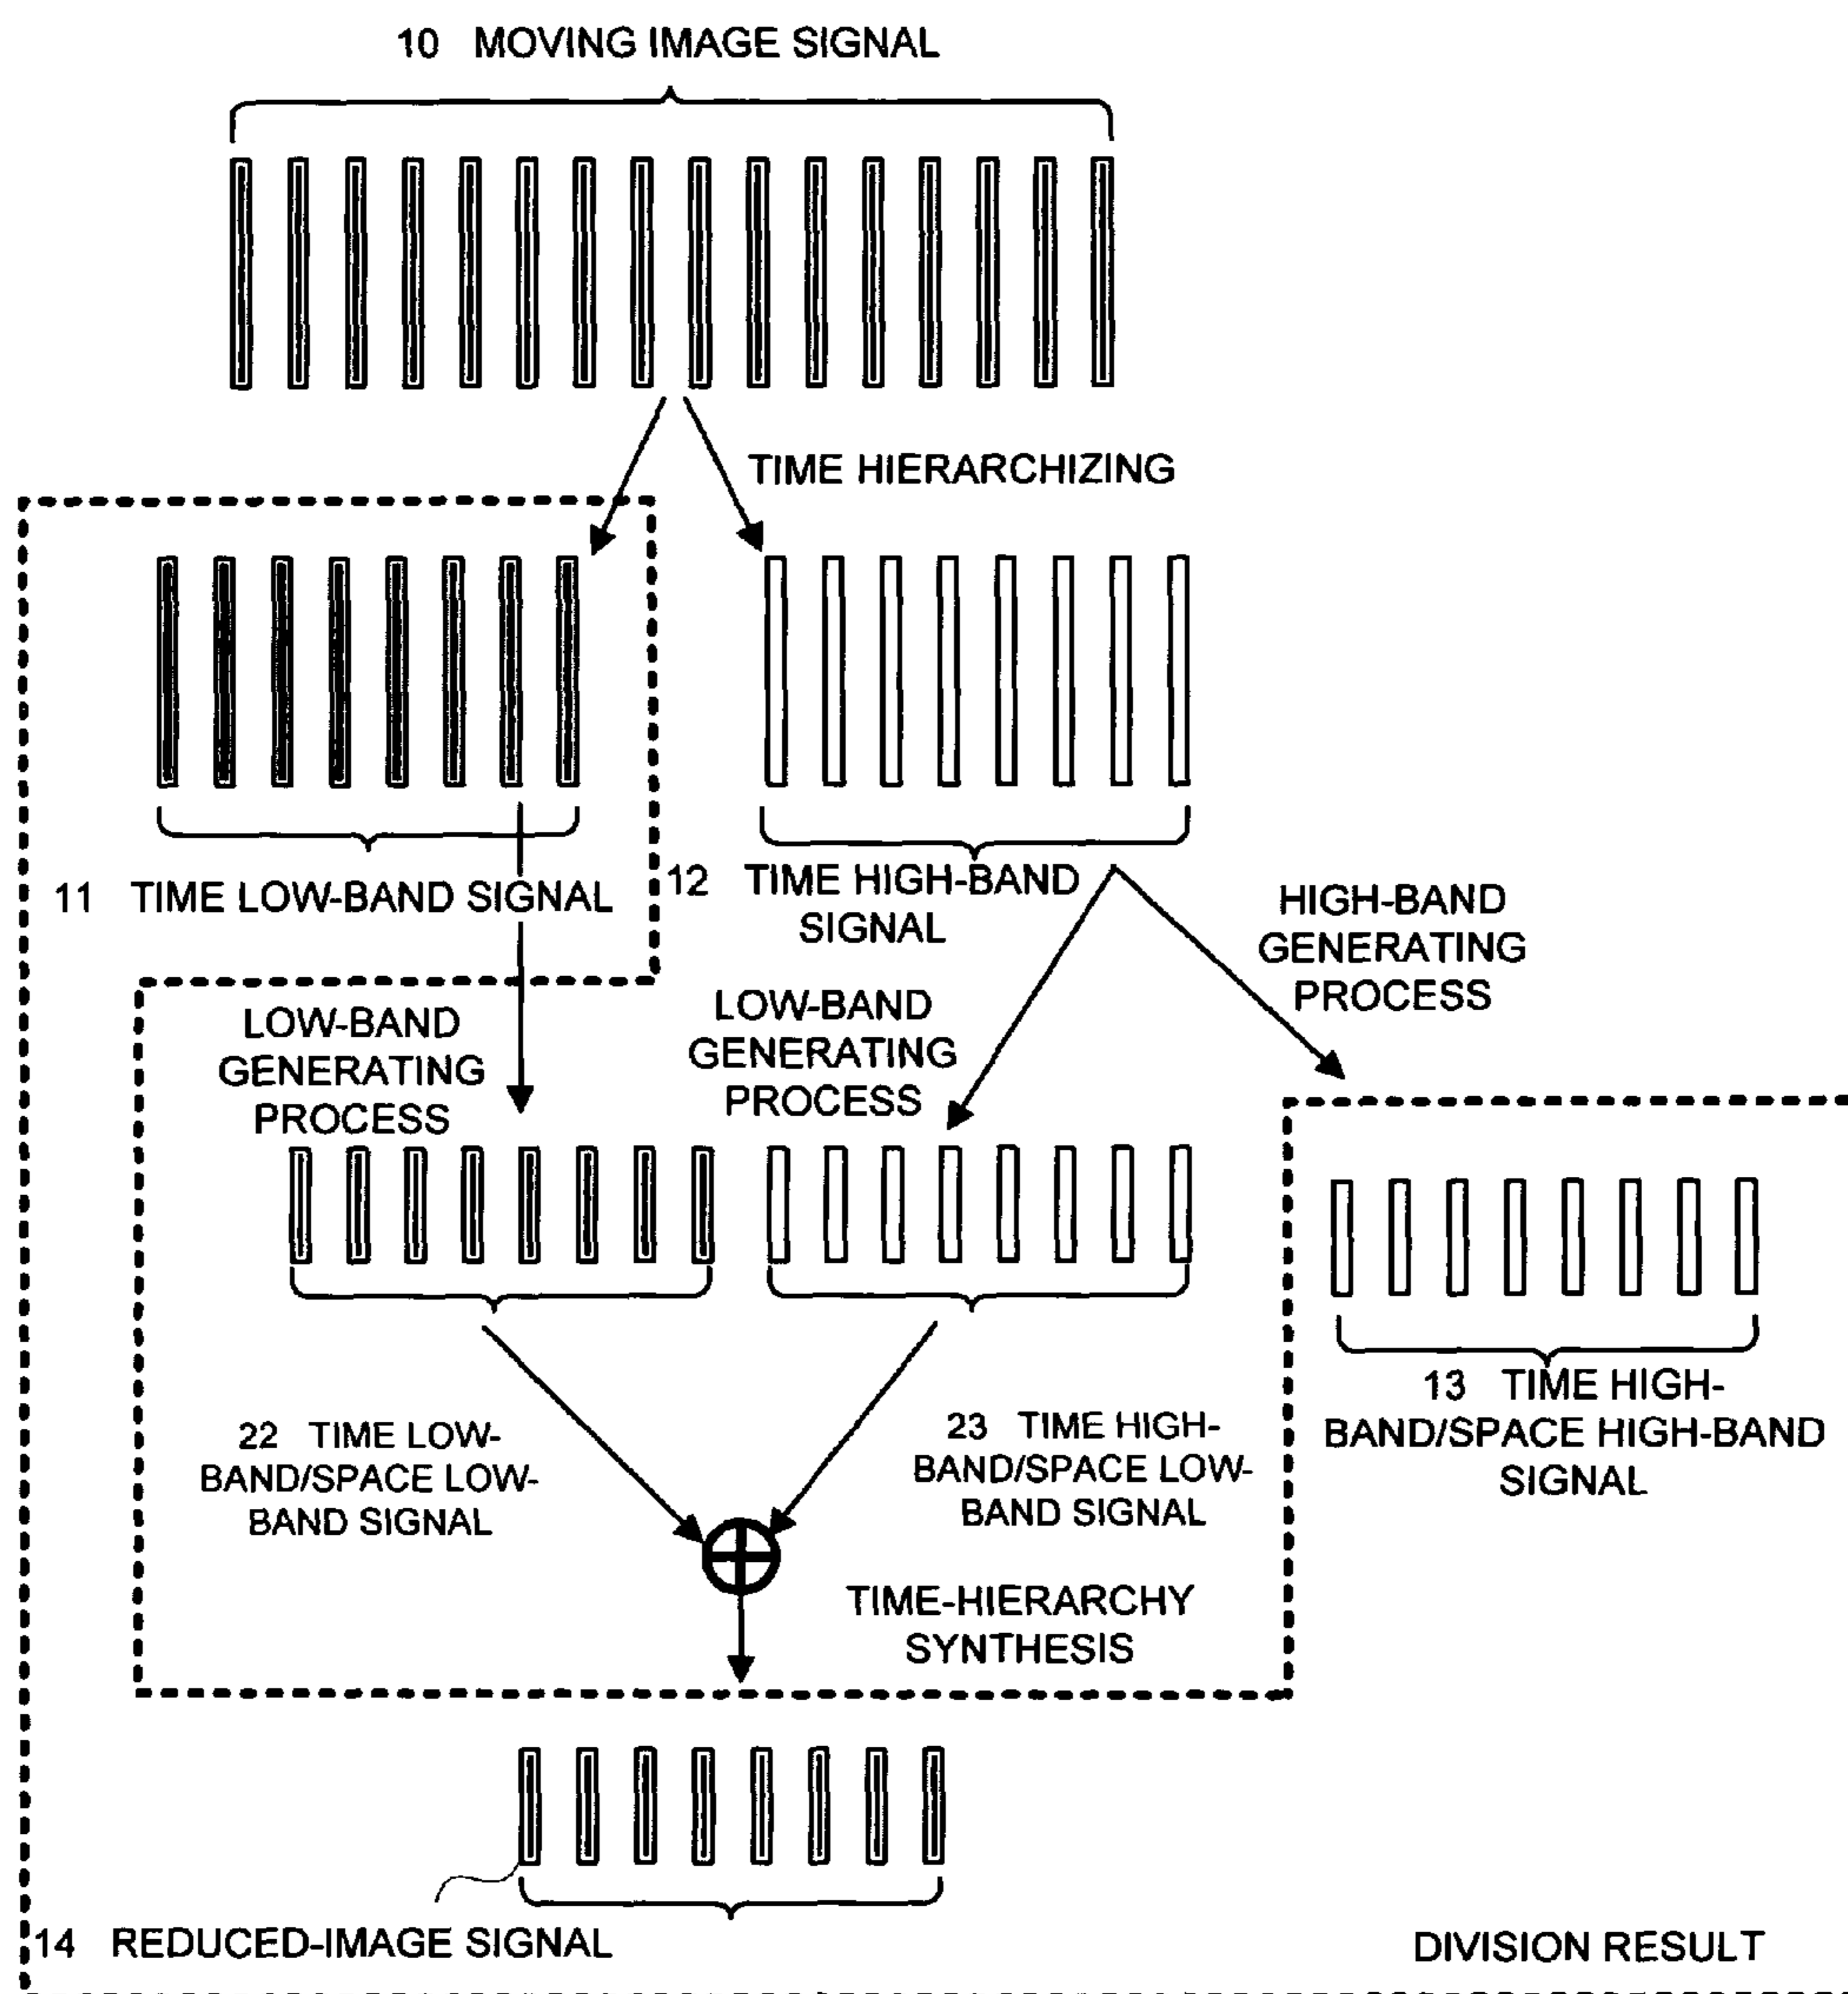 10 MOVING IMAGE SIGNAL
TIME HIERARCHIZING
11 TIME LOW-BAND SIGNAL
12 TIME HIGH-BAND
SIGNAL
HIGH-BAND
GENERATING
PROCESS
LOW-BAND
GENERATING
PROCESS
LOW-BAND
GENERATING
PROCESS
13 TIME HIGH-
BAND/SPACE HIGH-BAND
SIGNAL
22 TIME LOW-
BAND/SPACE LOW-
BAND SIGNAL
23 TIME HIGH-
BAND/SPACE LOW-
BAND SIGNAL
TIME-HIERARCHY
SYNTHESIS
14 REDUCED-IMAGE SIGNAL
DIVISION RESULT